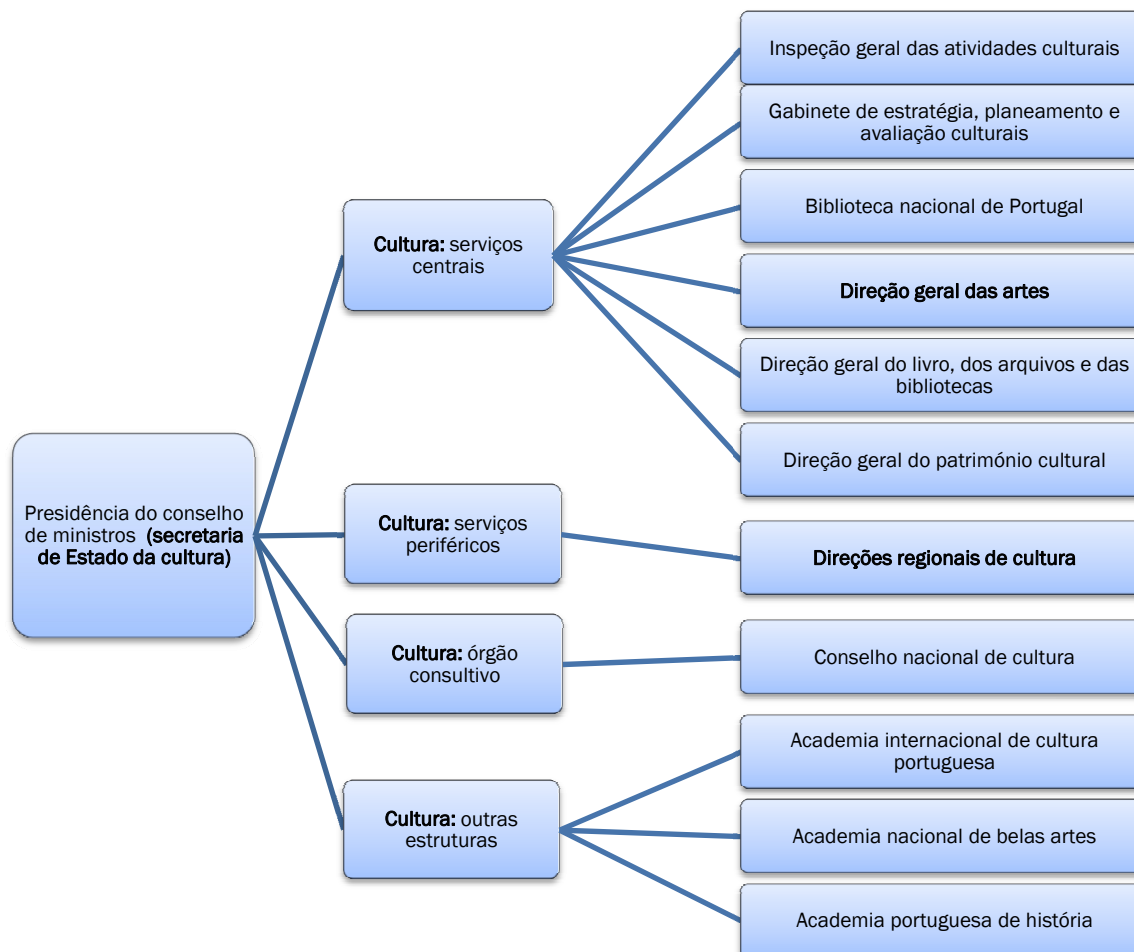 Presidência do conselho
de ministros (secretaria
de Estado da cultura)
Cultura: serviços
centrais
Inspeção geral das atividades culturais
Gabinete de estratégia, planeamento e
avaliação culturais
Biblioteca nacional de Portugal
Direção geral das artes
Direção geral do livro, dos arquivos e das
bibliotecas
Direção geral do património cultural
Cultura: serviços
periféricos
Direções regionais de cultura
Cultura: órgão
consultivo
Conselho nacional de cultura
Cultura: outras
estruturas
Academia internacional de cultura
portuguesa
Academia nacional de belas artes
Academia portuguesa de história